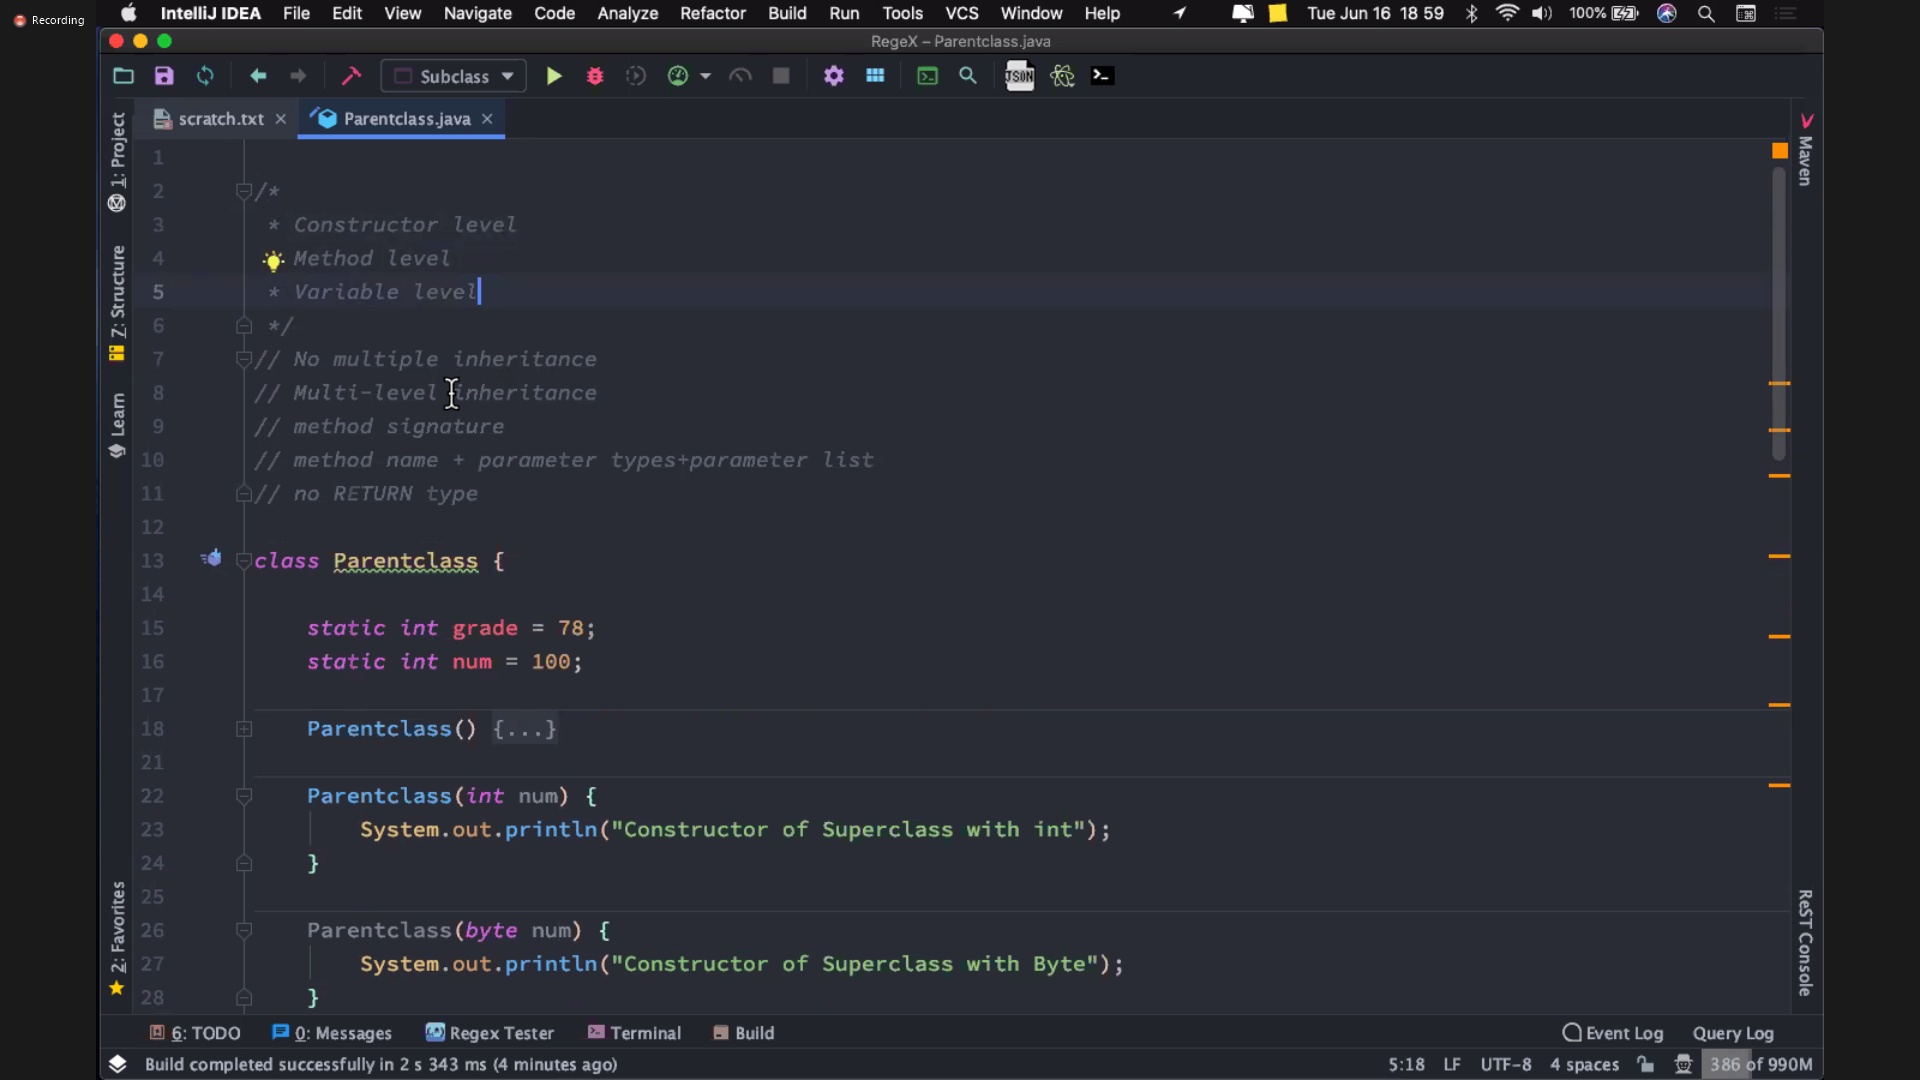 Recording
IntelliJ IDEA File Edit View Navigate Code Analyze Refactor Build Run Tools VCS Window Help Tue Jun 16 18 59 100%
RegeX – Parentclass.java
Subclass JSON
scratch.txt Parentclass.java
1: Project
Z: Structure
Learn
2: Favorites
Maven
ReST Console
1
2 /*
3 * Constructor level
4 Method level
5 * Variable level
6 */
7 // No multiple inheritance
8 // Multi-level inheritance
9 // method signature
10 // method name + parameter types+parameter list
11 // no RETURN type
12
13 class Parentclass {
14
15 static int grade = 78;
16 static int num = 100;
17
18 Parentclass() {...}
21
22 Parentclass(int num) {
23 System.out.println("Constructor of Superclass with int");
24 }
25
26 Parentclass(byte num) {
27 System.out.println("Constructor of Superclass with Byte");
28 }
6: TODO 0: Messages Regex Tester Terminal Build Event Log Query Log
Build completed successfully in 2 s 343 ms (4 minutes ago) 5:18 LF UTF-8 4 spaces 386 of 990M